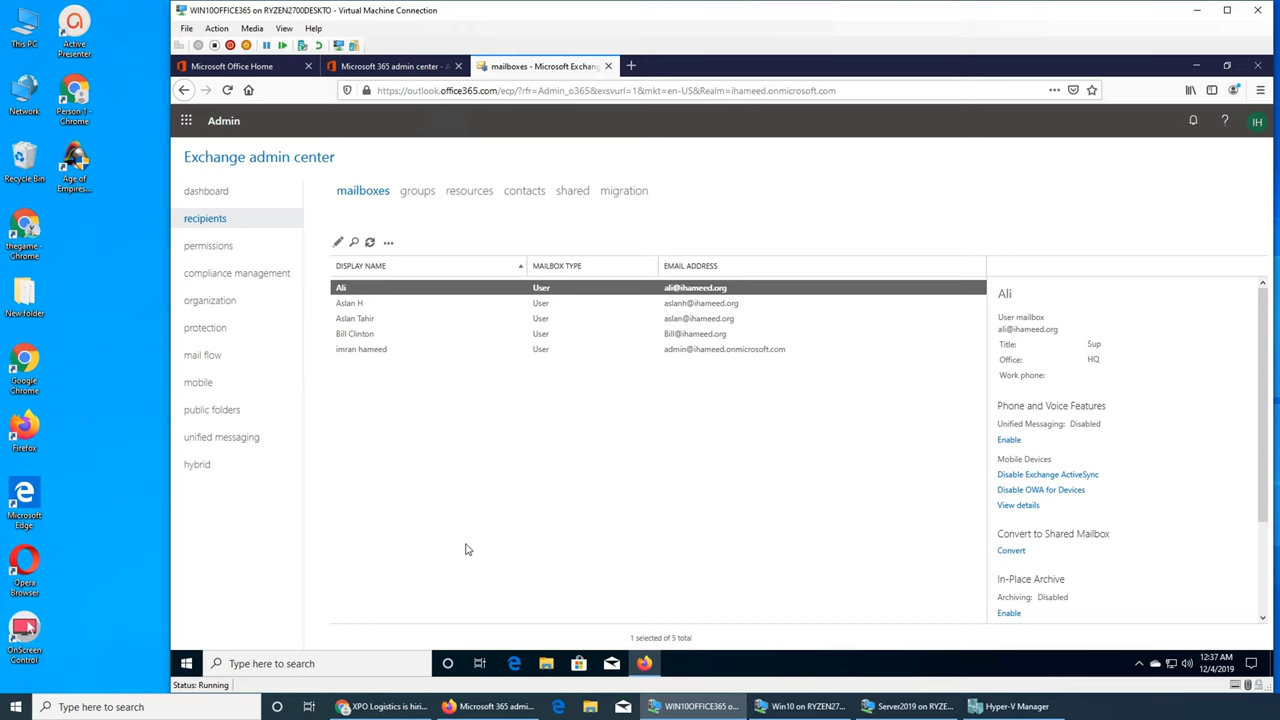 WIN10OFFICE365 on RYZEN2700DESKTO - Virtual Machine Connection
File Action Media View Help
Microsoft Office Home
Microsoft 365 admin center - A
mailboxes - Microsoft Exchang
https://outlook.office365.com/ecp/?rfr=Admin_o365&exsvurl=1&mkt=en-US&Realm=ihameed.onmicrosoft.com
Admin
IH
Exchange admin center
dashboard
recipients
permissions
compliance management
organization
protection
mail flow
mobile
public folders
unified messaging
hybrid
mailboxes groups resources contacts shared migration
DISPLAY NAME MAILBOX TYPE EMAIL ADDRESS
Ali User ali@ihameed.org
Aslan H User aslanh@ihameed.org
Aslan Tahir User aslan@ihameed.org
Bill Clinton User Bill@ihameed.org
imran hameed User admin@ihameed.onmicrosoft.com
1 selected of 5 total
Ali
User mailbox
ali@ihameed.org
Title: Sup
Office: HQ
Work phone:
Phone and Voice Features
Unified Messaging: Disabled
Enable
Mobile Devices
Disable Exchange ActiveSync
Disable OWA for Devices
View details
Convert to Shared Mailbox
Convert
In-Place Archive
Archiving: Disabled
Enable
Type here to search
12:37 AM
12/4/2019
Status: Running
This PC
Active
Presenter
Network
Person 1 -
Chrome
Recycle Bin
Age of
Empires...
thegame -
Chrome
New folder
Google
Chrome
Firefox
Microsoft
Edge
Opera
Browser
OnScreen
Control
Type here to search
XPO Logistics is hiri...
Microsoft 365 admi...
WIN10OFFICE365 o...
Win10 on RYZEN27...
Server2019 on RYZE...
Hyper-V Manager